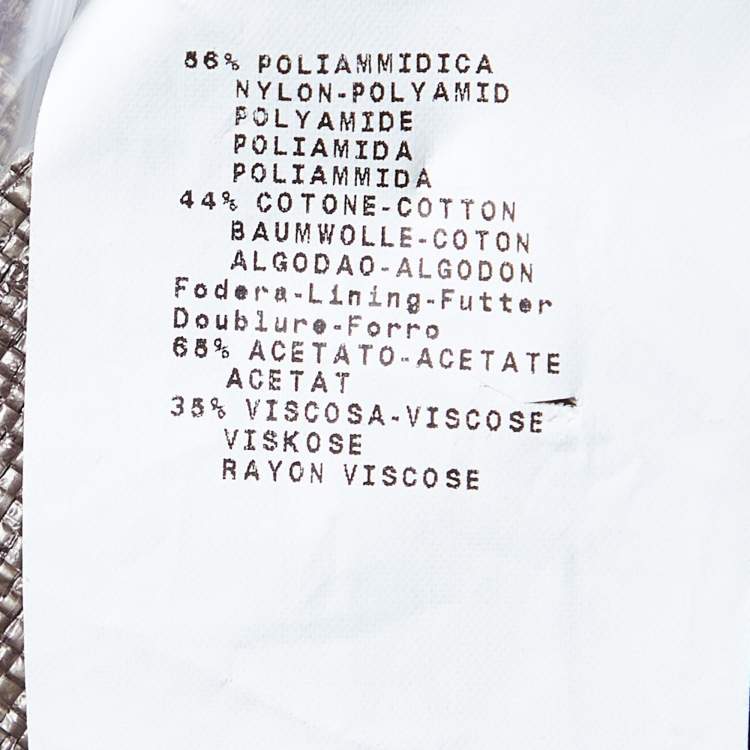 56% POLIAMMIDICA
NYLON-POLYAMID
POLYAMIDE
POLIAMIDA
POLIAMMIDA
44% COTONE-COTTON
BAUMWOLLE-COTON
ALGODAO-ALGODON
Fodera-Lining-Futter
Doublure-Forro
65% ACETATO-ACETATE
ACETAT
35% VISCOSA-VISCOSE
VISKOSE
RAYON VISCOSE